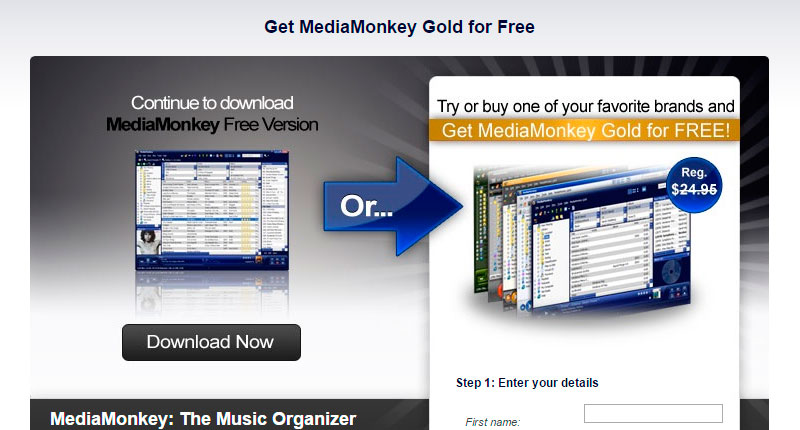 Get MediaMonkey Gold for Free
Continue to download
MediaMonkey Free Version
Download Now
Or...
Try or buy one of your favorite brands and
Get MediaMonkey Gold for FREE!
Reg.
$24.95
Step 1: Enter your details
First name:
MediaMonkey: The Music Organizer